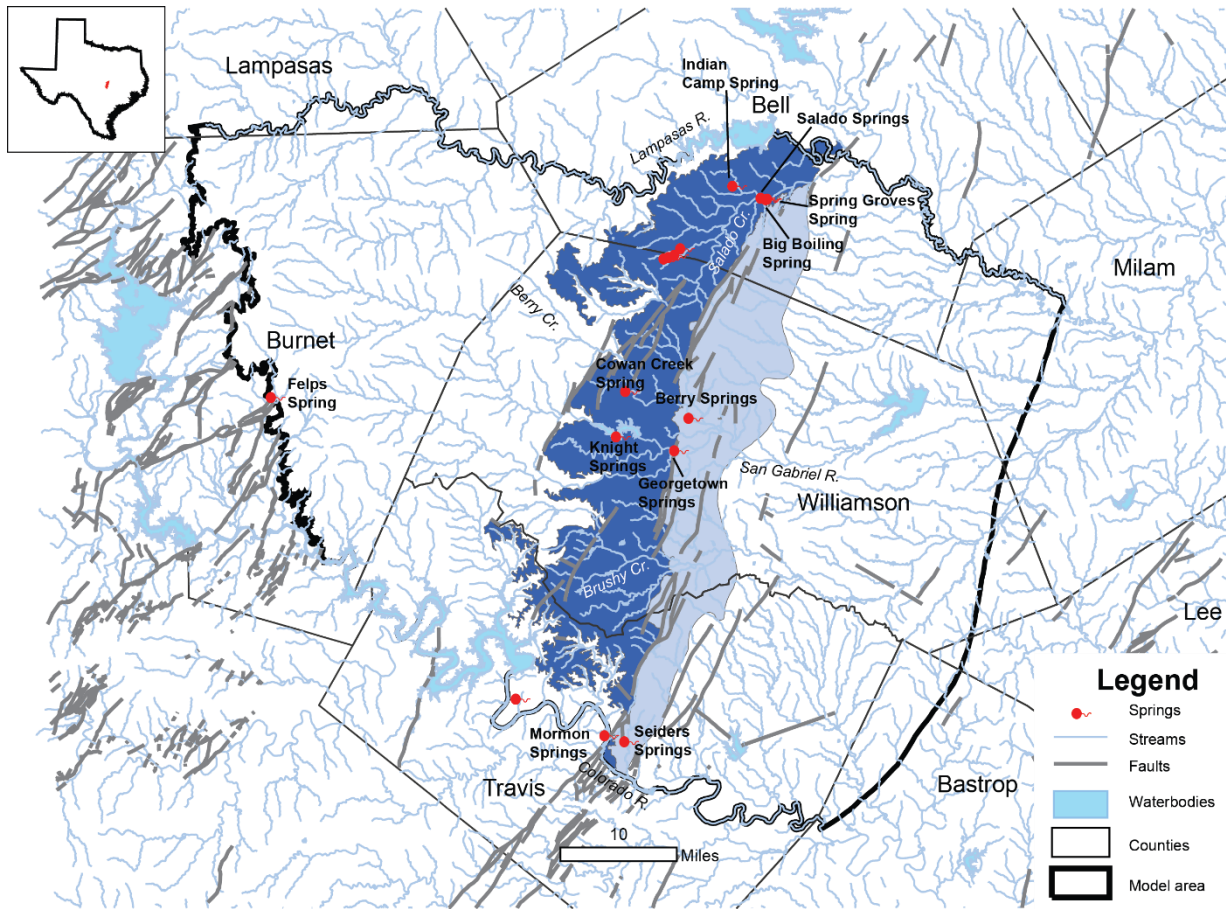 Lampasas
Indian
Camp Spring
Bell
Salado Springs
Lampasas R.
Spring Groves
Spring
Salado Cr.
Big Boiling
Spring
Milam
Berry Cr.
Burnet
Felps
Spring
Cowan Creek
Spring
Berry Springs
Knight
Springs
San Gabriel R.
Georgetown
Springs
Williamson
Brushy Cr.
Lee
Mormon
Springs
Seiders
Springs
Colorado R.
Travis
Bastrop
10
Miles
Legend
Springs
Streams
Faults
Waterbodies
Counties
Model area